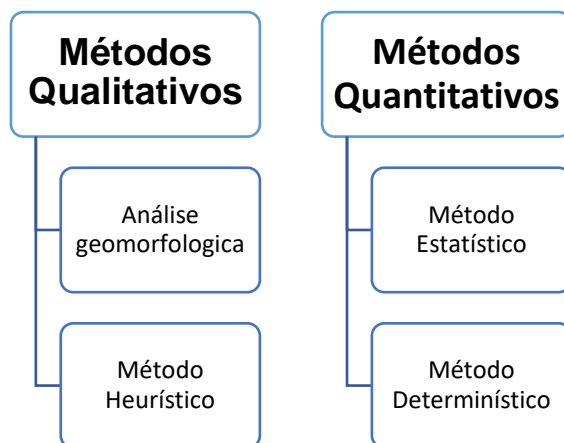 Métodos
Qualitativos
Análise
geomorfologica
Método
Heurístico
Métodos
Quantitativos
Método
Estatístico
Método
Determinístico